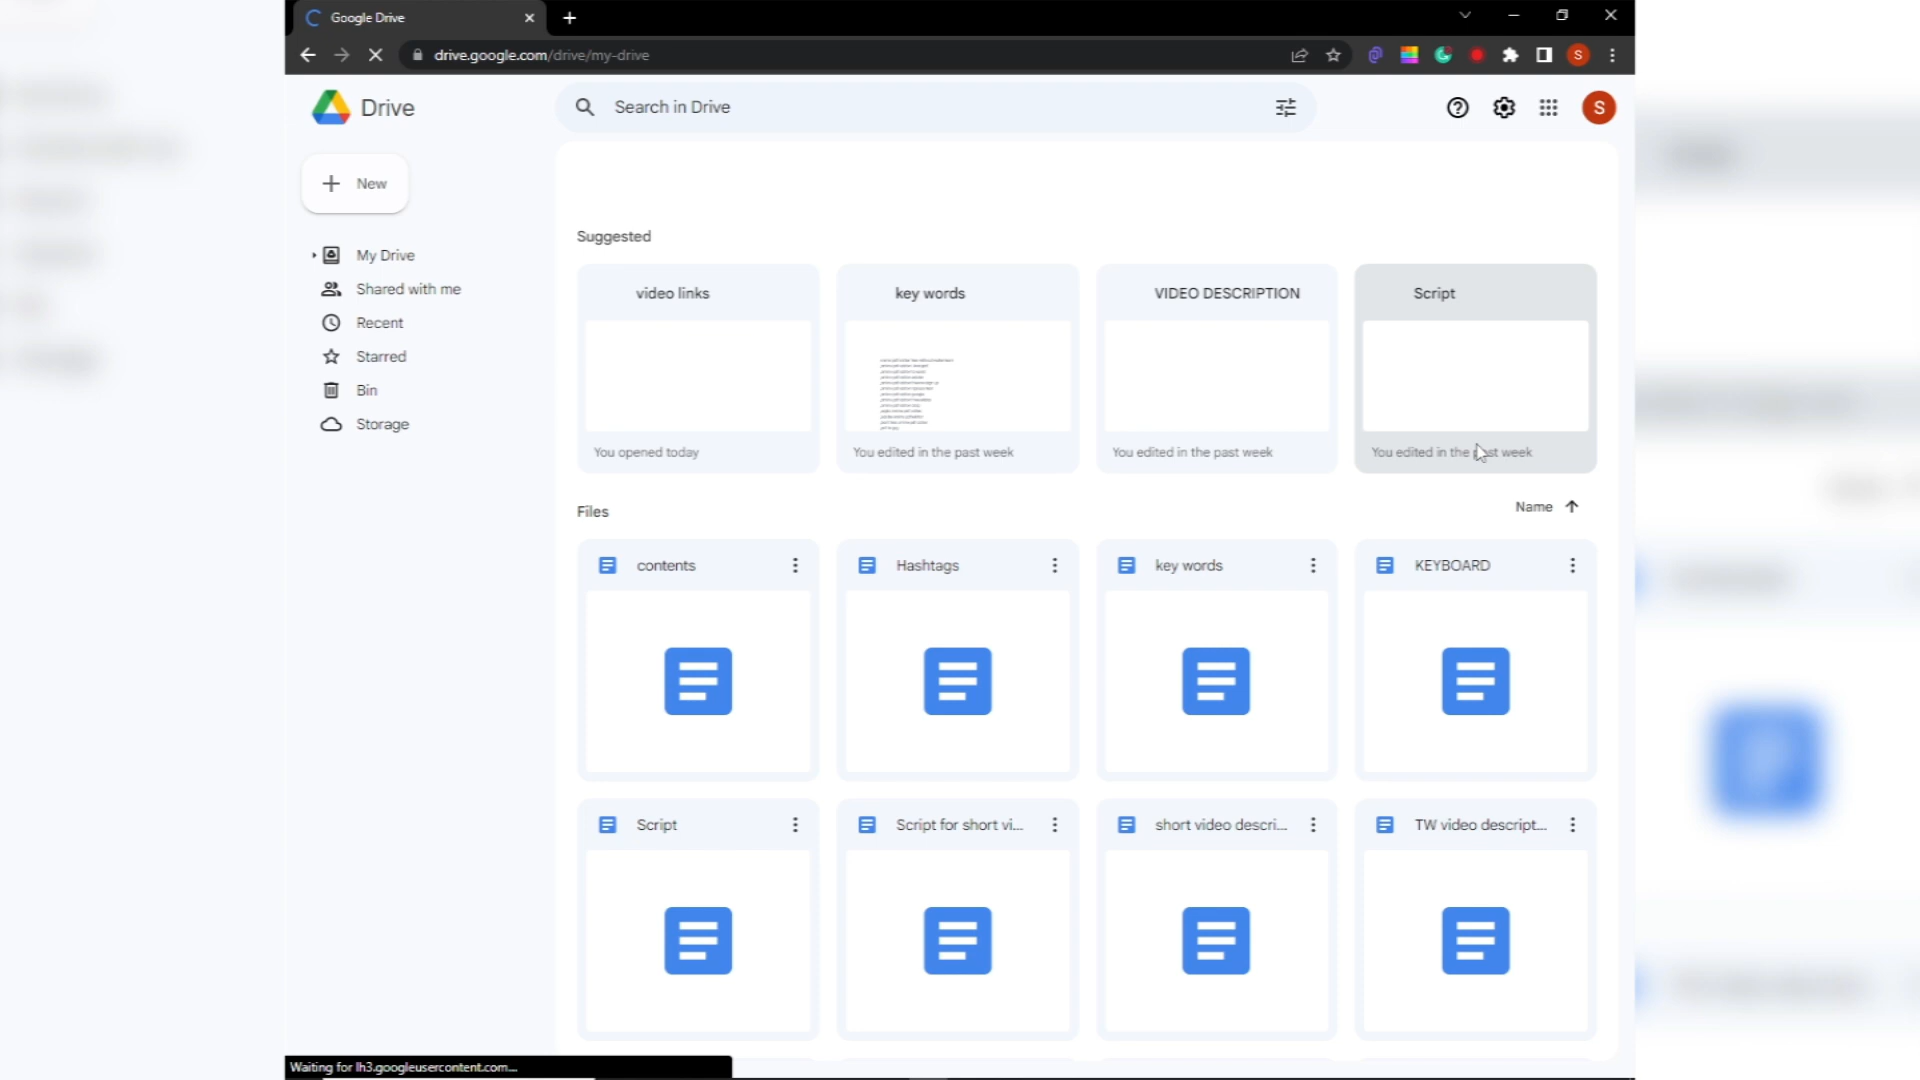 Google Drive
drive.google.com/drive/my-drive
S
Drive
Search in Drive
S
New
My Drive
Shared with me
Recent
Starred
Bin
Storage
Suggested
video links
key words
VIDEO DESCRIPTION
Script
You opened today
You edited in the past week
You edited in the past week
You edited in the past week
Files
Name
contents
Hashtags
key words
KEYBOARD
Script
Script for short vi...
short video descri...
TW video descript...
Waiting for lh3.googleusercontent.com...